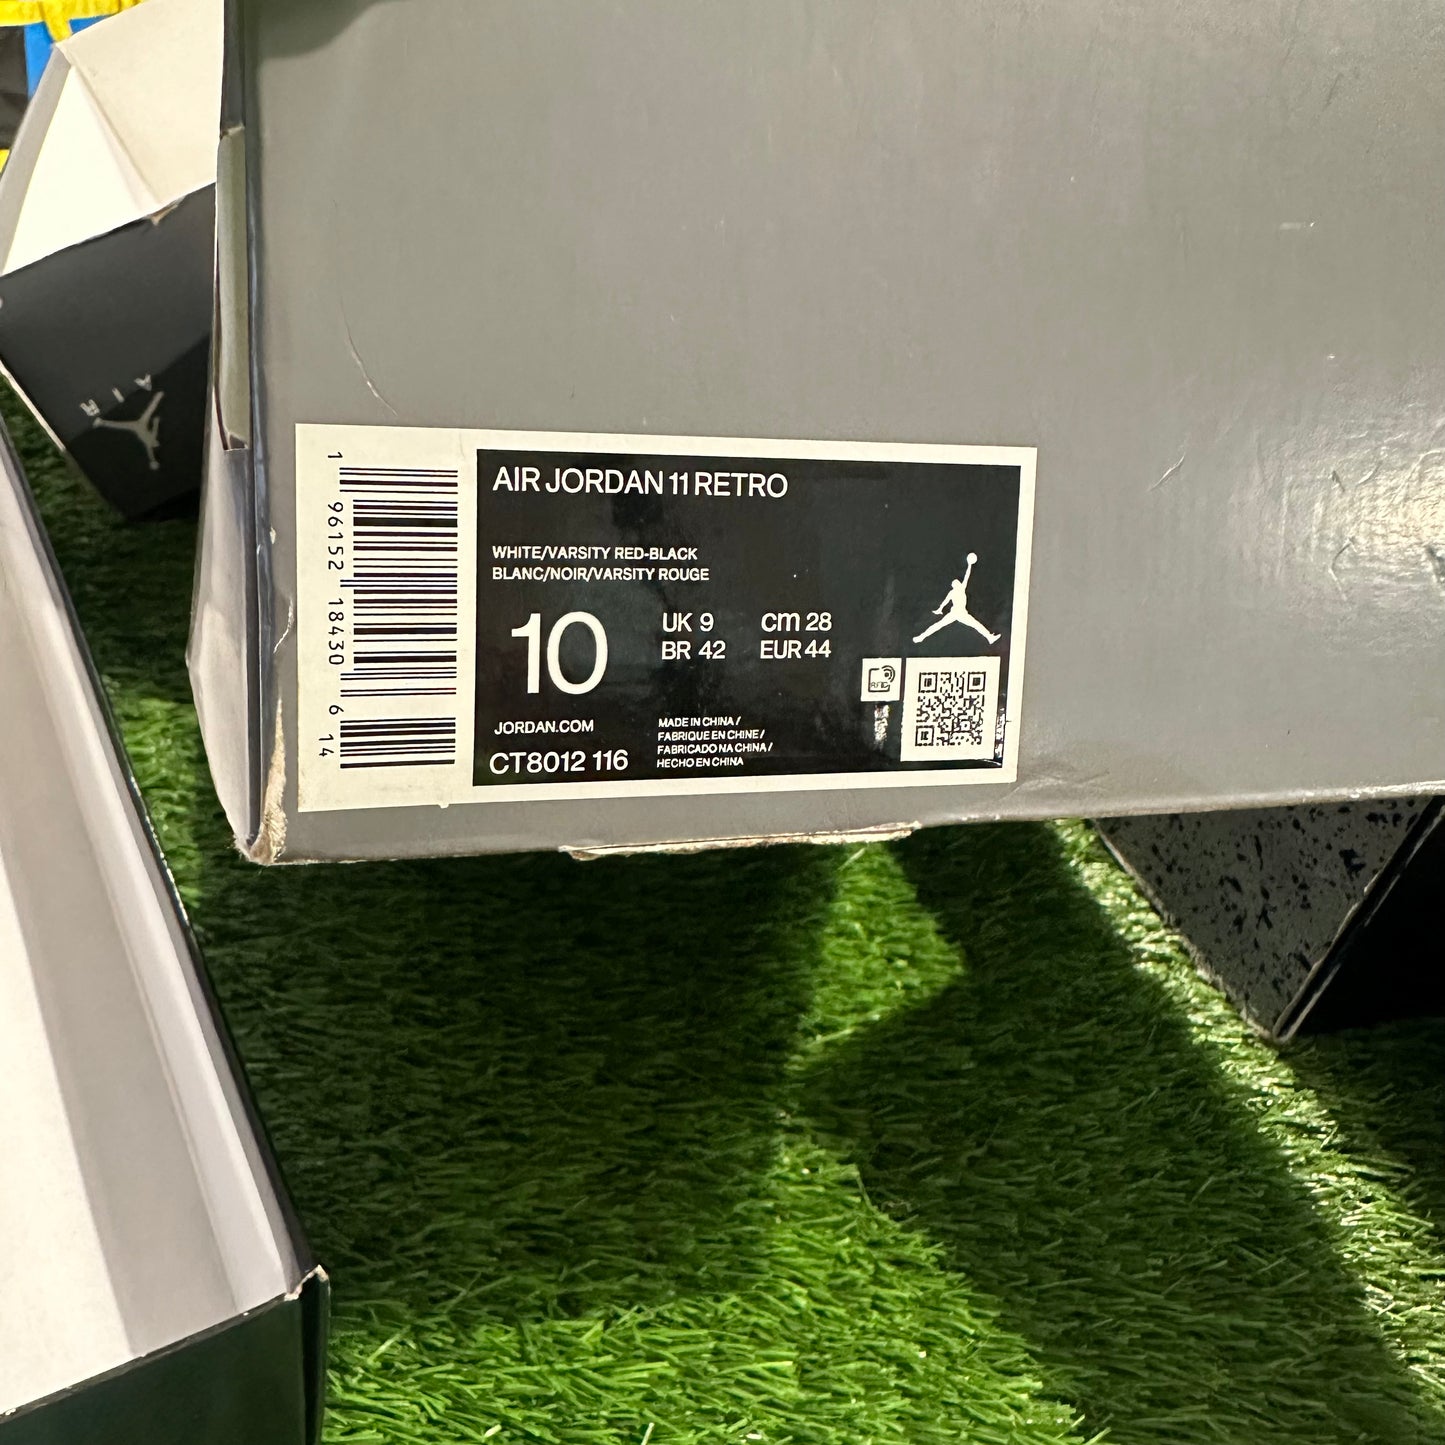 AIR
1 96152 18430 6 14
AIR JORDAN 11 RETRO
WHITE/VARSITY RED-BLACK
BLANC/NOIR/VARSITY ROUGE
10
UK 9 cm 28
BR 42 EUR 44
RFID
JORDAN.COM
CT8012 116
MADE IN CHINA /
FABRIQUE EN CHINE /
FABRICADO NA CHINA /
HECHO EN CHINA